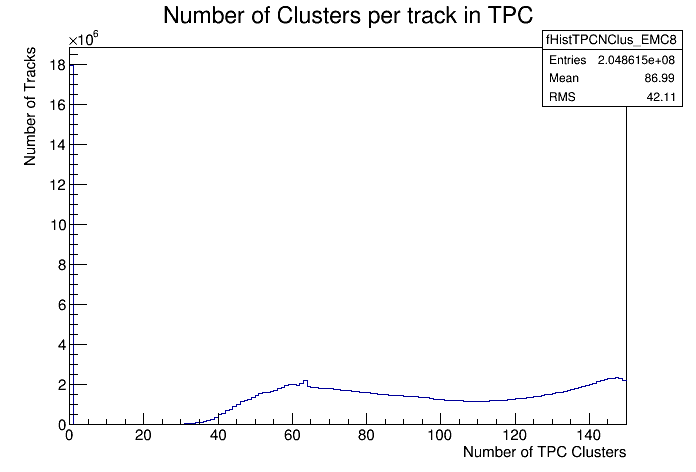 Number of Clusters per track in TPC
×10⁶
fHistTPCNClus_EMC8
Entries 2.048615e+08
Mean 86.99
RMS 42.11
Number of Tracks
18
16
14
12
10
8
6
4
2
0
0 20 40 60 80 100 120 140
Number of TPC Clusters